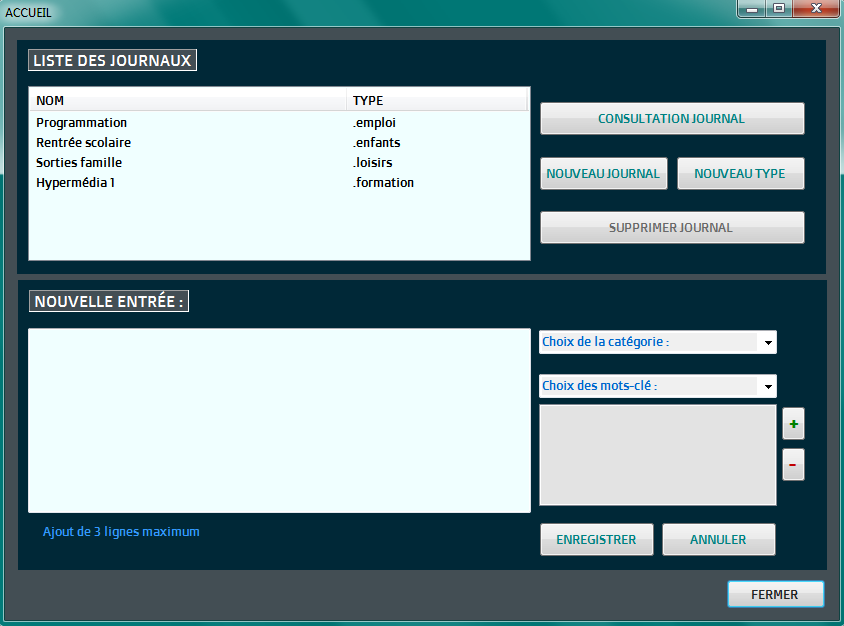 ACCUEIL
LISTE DES JOURNAUX
NOM TYPE
Programmation .emploi
Rentrée scolaire .enfants
Sorties famille .loisirs
Hypermédia 1 .formation
CONSULTATION JOURNAL
NOUVEAU JOURNAL NOUVEAU TYPE
SUPPRIMER JOURNAL
NOUVELLE ENTRÉE :
Choix de la catégorie :
Choix des mots-clé :
+
-
Ajout de 3 lignes maximum
ENREGISTRER ANNULER
FERMER